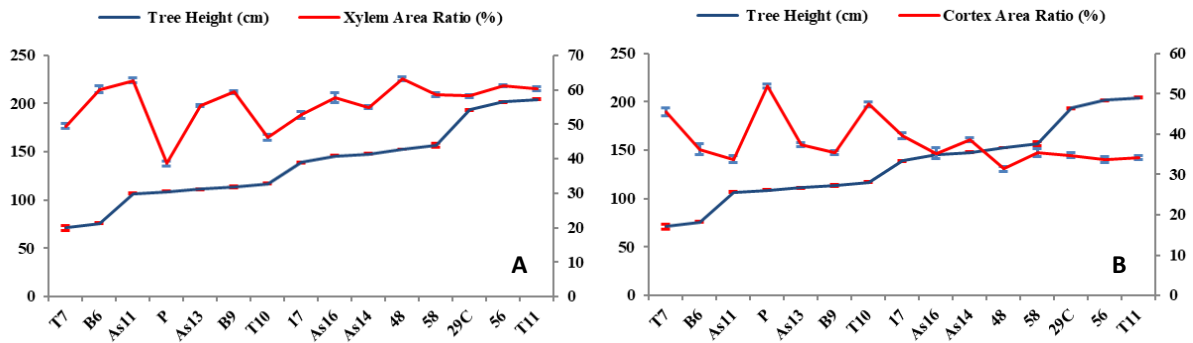 Tree Height (cm) Xylem Area Ratio (%)
250 70
200 60
150 50
100 40
50 30
0 20
10
0
A
T7 B6 As11 P As13 B9 T10 17 As16 As14 48 58 29C 56 T11
Tree Height (cm) Cortex Area Ratio (%)
250 60
200 50
150 40
100 30
50 20
0 10
0
B
T7 B6 As11 P As13 B9 T10 17 As16 As14 48 58 29C 56 T11